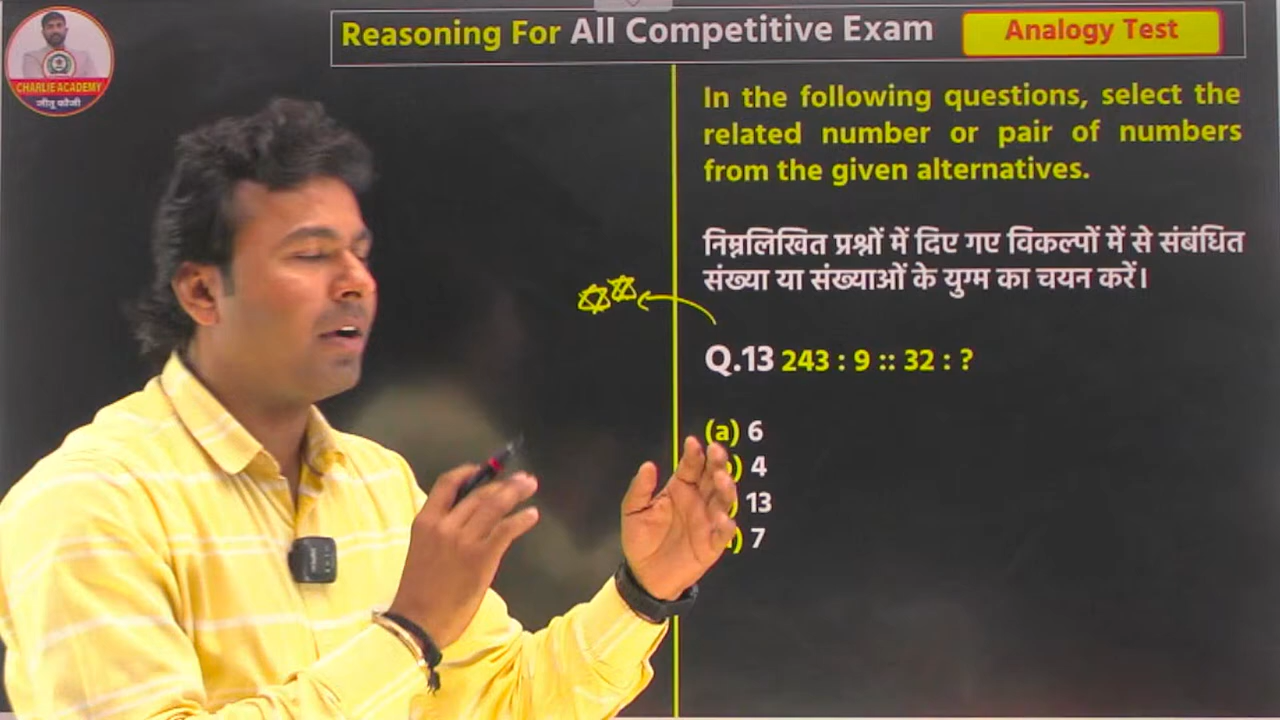 Reasoning For All Competitive Exam
Analogy Test
CHARLIE ACADEMY
जीतू फौजी
In the following questions, select the
related number or pair of numbers
from the given alternatives.
निम्नलिखित प्रश्नों में दिए गए विकल्पों में से संबंधित
संख्या या संख्याओं के युग्म का चयन करें।
Q.13 243 : 9 :: 32 : ?
(a) 6
) 4
13
) 7